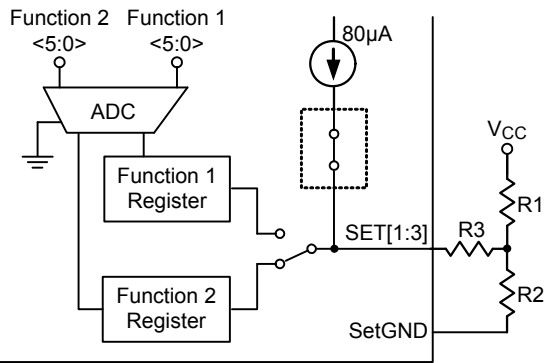 Function 2 Function 1
<5:0> <5:0>
80µA
ADC
VCC
Function 1
Register
R1
SET[1:3]
R3
Function 2
Register
R2
SetGND